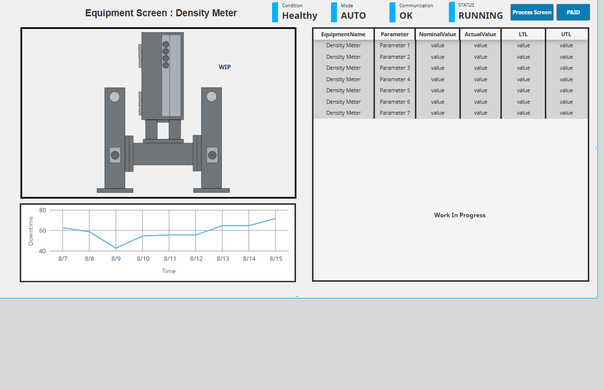 Equipment Screen : Density Meter
Condition
Healthy
Mode
AUTO
Communication
OK
STATUS
RUNNING
Process Screen
P&ID
WIP
EquipmentName Parameter NominalValue ActualValue LTL UTL
Density Meter Parameter 1 value value value value
Density Meter Parameter 2 value value value value
Density Meter Parameter 3 value value value value
Density Meter Parameter 4 value value value value
Density Meter Parameter 5 value value value value
Density Meter Parameter 6 value value value value
Density Meter Parameter 7 value value value value
Work In Progress
Downtime
80
60
40
8/7 8/8 8/9 8/10 8/11 8/12 8/13 8/14 8/15
Time